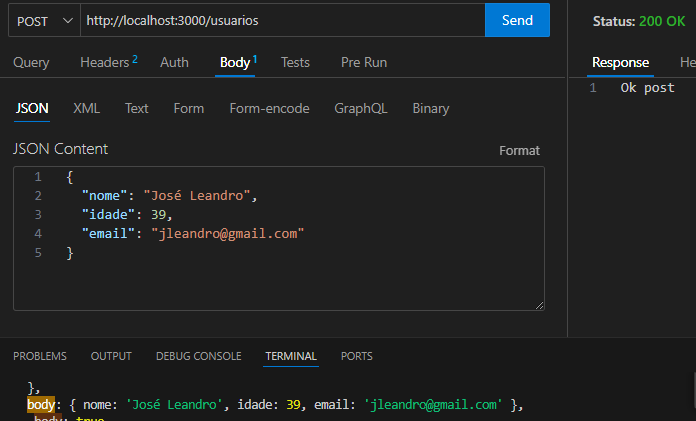 POST http://localhost:3000/usuarios Send Status: 200 OK
Query Headers 2 Auth Body 1 Tests Pre Run Response He
1 Ok post
JSON XML Text Form Form-encode GraphQL Binary
JSON Content Format
1 {
2 "nome": "José Leandro",
3 "idade": 39,
4 "email": "jleandro@gmail.com"
5 }
PROBLEMS OUTPUT DEBUG CONSOLE TERMINAL PORTS
},
body: { nome: 'José Leandro', idade: 39, email: 'jleandro@gmail.com' },
_body: true,